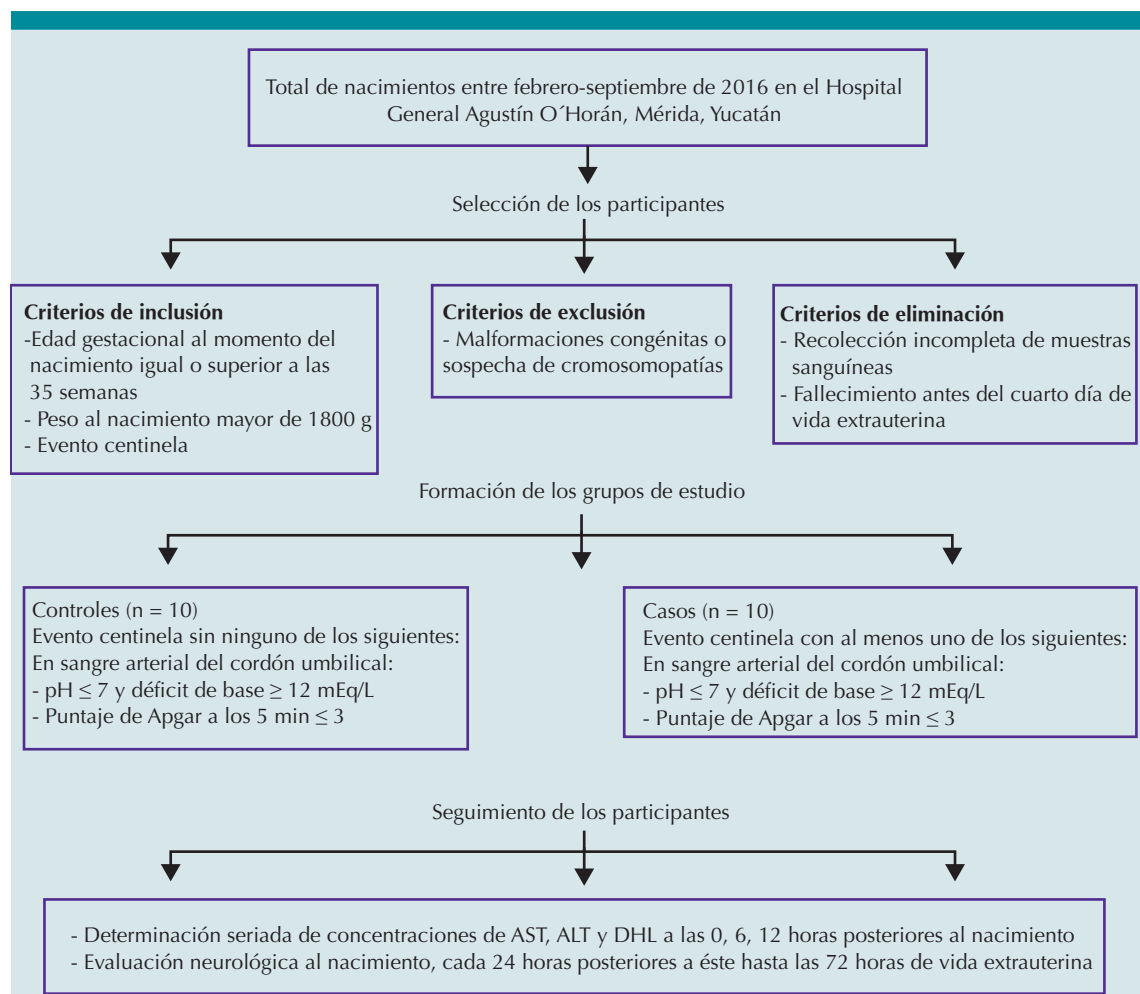 Total de nacimientos entre febrero-septiembre de 2016 en el Hospital
General Agustín O´Horán, Mérida, Yucatán
Selección de los participantes
Criterios de inclusión
-Edad gestacional al momento del
nacimiento igual o superior a las
35 semanas
- Peso al nacimiento mayor de 1800 g
- Evento centinela
Criterios de exclusión
- Malformaciones congénitas o
sospecha de cromosomopatías
Criterios de eliminación
- Recolección incompleta de muestras
sanguíneas
- Fallecimiento antes del cuarto día de
vida extrauterina
Formación de los grupos de estudio
Controles (n = 10)
Evento centinela sin ninguno de los siguientes:
En sangre arterial del cordón umbilical:
- pH ≤ 7 y déficit de base ≥ 12 mEq/L
- Puntaje de Apgar a los 5 min ≤ 3
Casos (n = 10)
Evento centinela con al menos uno de los siguientes:
En sangre arterial del cordón umbilical:
- pH ≤ 7 y déficit de base ≥ 12 mEq/L
- Puntaje de Apgar a los 5 min ≤ 3
Seguimiento de los participantes
- Determinación seriada de concentraciones de AST, ALT y DHL a las 0, 6, 12 horas posteriores al nacimiento
- Evaluación neurológica al nacimiento, cada 24 horas posteriores a éste hasta las 72 horas de vida extrauterina